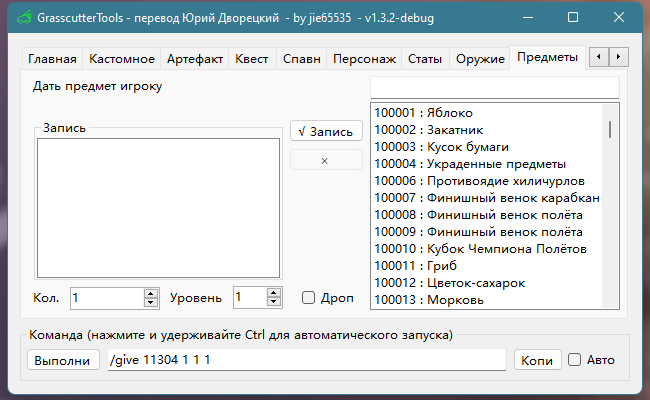 GrasscutterTools - перевод Юрий Дворецкий - by jie65535 - v1.3.2-debug
Главная Кастомное Артефакт Квест Спавн Персонаж Статы Оружие Предметы
Дать предмет игроку
Запись
√ Запись
×
100001 : Яблоко
100002 : Закатник
100003 : Кусок бумаги
100004 : Украденные предметы
100006 : Противоядие хиличурлов
100007 : Финишный венок карабкан
100008 : Финишный венок полёта
100009 : Финишный венок полёта
100010 : Кубок Чемпиона Полётов
100011 : Гриб
100012 : Цветок-сахарок
100013 : Морковь
Кол. 1 Уровень 1 Дроп
Команда (нажмите и удерживайте Ctrl для автоматического запуска)
Выполни /give 11304 1 1 1 Копи Авто